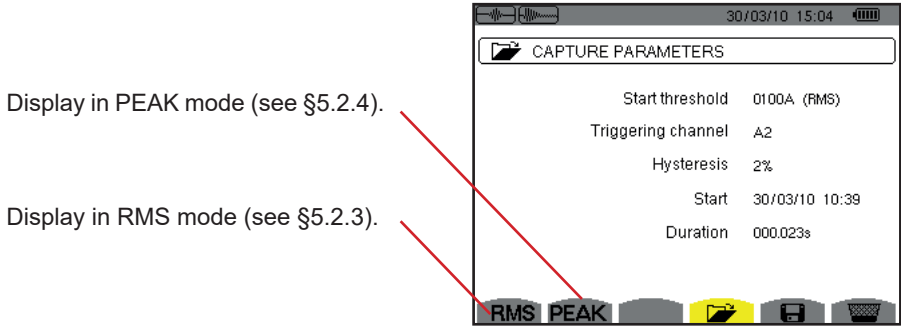 30/03/10 15:04
CAPTURE PARAMETERS
Start threshold 0100A (RMS)
Display in PEAK mode (see §5.2.4).
Triggering channel A2
Hysteresis 2%
Start 30/03/10 10:39
Display in RMS mode (see §5.2.3).
Duration 000.023s
RMS PEAK